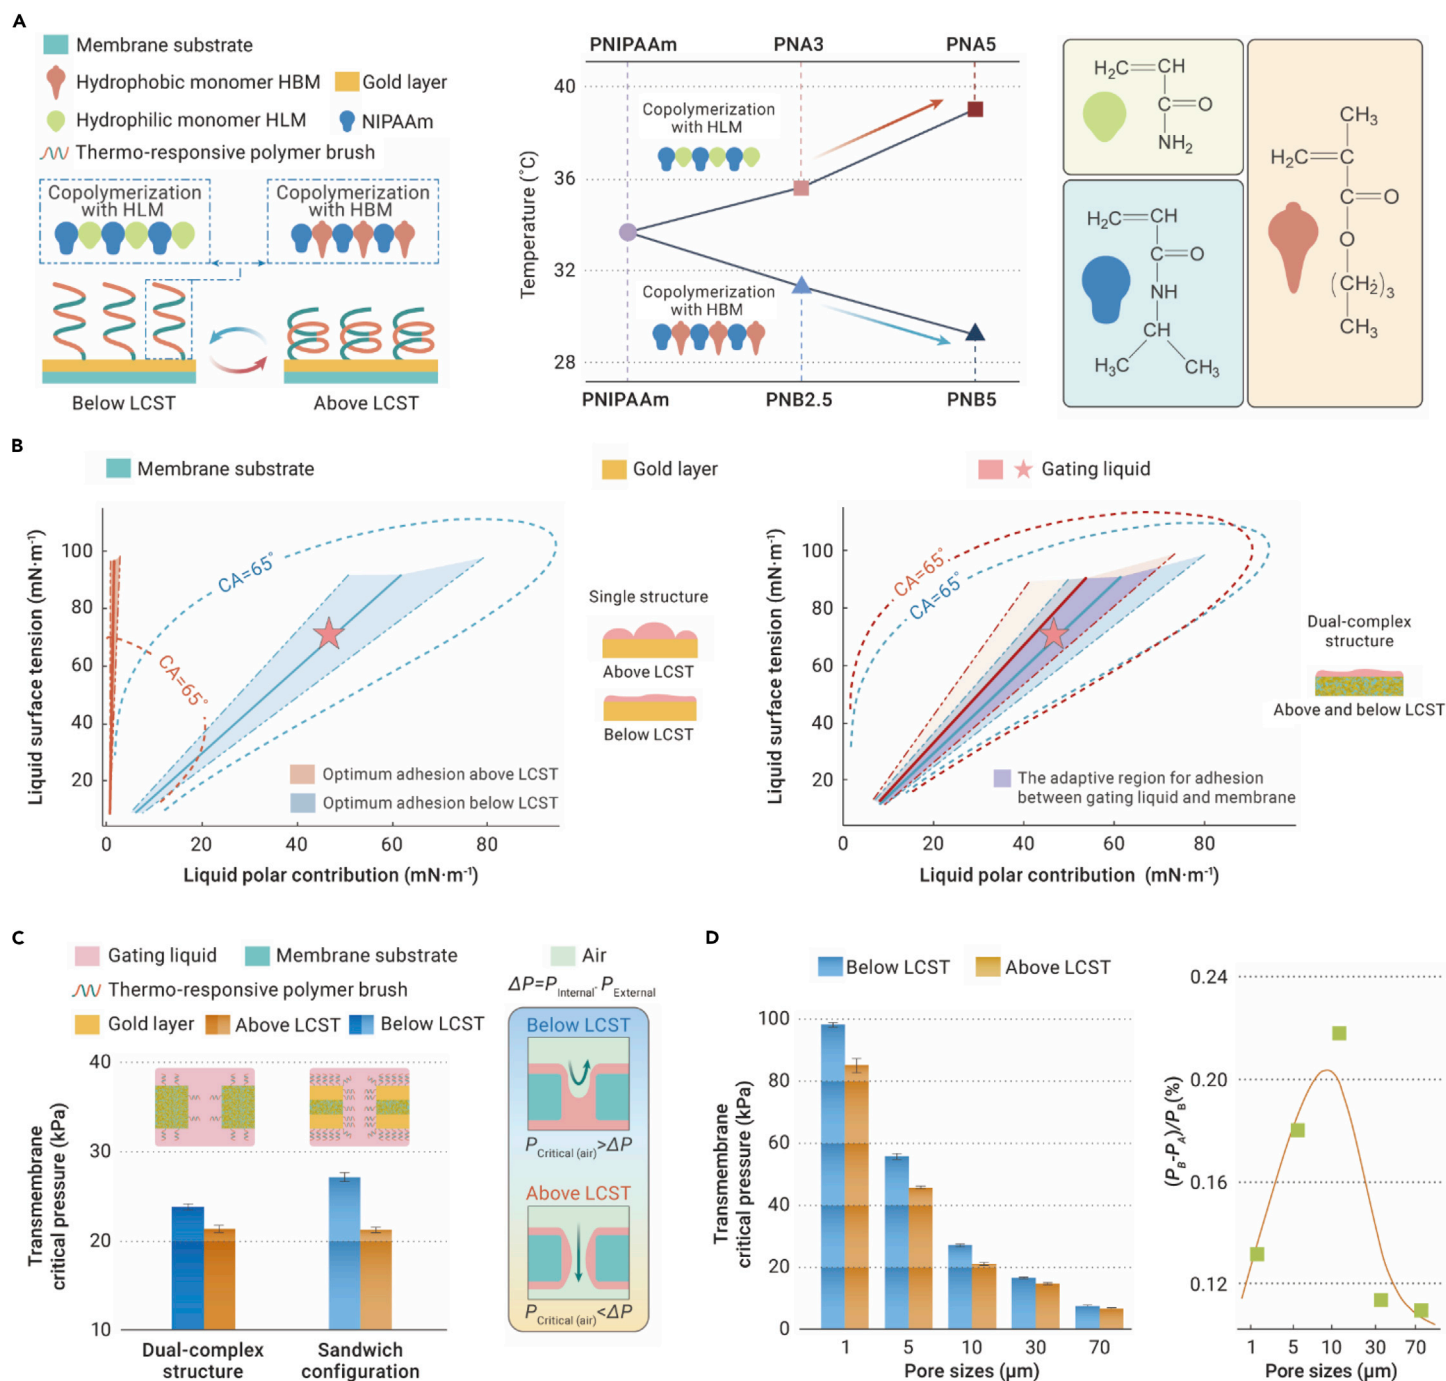 A
Membrane substrate
Hydrophobic monomer HBM
Gold layer
Hydrophilic monomer HLM
NIPAAm
Thermo-responsive polymer brush
Copolymerization
with HLM
Copolymerization
with HBM
Below LCST
Above LCST
PNIPAAm
PNA3
PNA5
Temperature (°C)
40
36
32
28
Copolymerization
with HLM
Copolymerization
with HBM
PNIPAAm
PNB2.5
PNB5
H₂C
CH
C
O
NH₂
H₂C
CH
C
O
NH
CH
H₃C
CH₃
CH₃
H₂C
C
C
O
O
(CH₂)₃
CH₃
B
Membrane substrate
Gold layer
Gating liquid
Liquid surface tension (mN·m⁻¹)
100
80
60
40
20
0
20
40
60
80
CA=65°
CA=65°
Optimum adhesion above LCST
Optimum adhesion below LCST
Liquid polar contribution (mN·m⁻¹)
Single structure
Above LCST
Below LCST
Liquid surface tension (mN·m⁻¹)
100
80
60
40
20
0
20
40
60
80
CA=65°
CA=65°
The adaptive region for adhesion
between gating liquid and membrane
Liquid polar contribution (mN·m⁻¹)
Dual-complex
structure
Above and below LCST
C
Gating liquid
Membrane substrate
Thermo-responsive polymer brush
Gold layer
Above LCST
Below LCST
Transmembrane
critical pressure (kPa)
40
30
20
10
Dual-complex
structure
Sandwich
configuration
Air
ΔP=P Internal- P External
Below LCST
P Critical (air)>ΔP
Above LCST
P Critical (air)<ΔP
D
Below LCST
Above LCST
Transmembrane
critical pressure (kPa)
100
80
60
40
20
0
1
5
10
30
70
Pore sizes (μm)
(P_B-P_A)/P_B(%)
0.24
0.20
0.16
0.12
1
5
10
30
70
Pore sizes (μm)